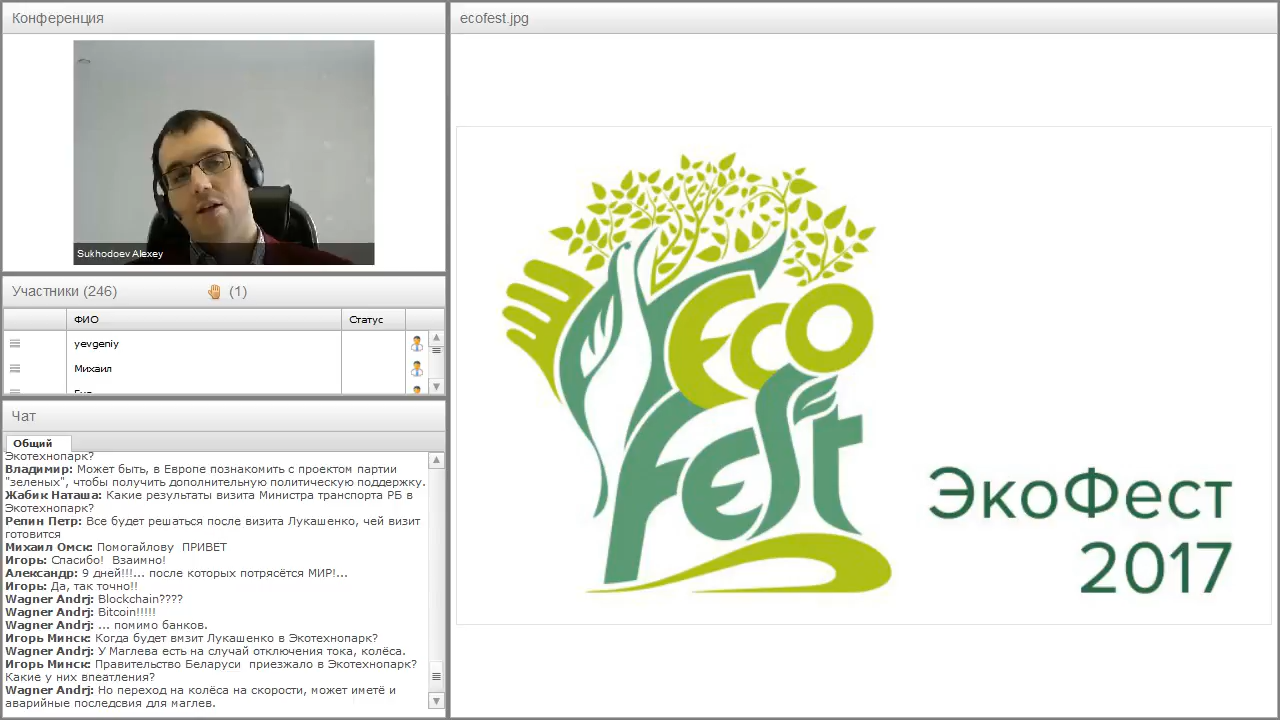 Конференция
Sukhodoev Alexey
Участники (246)
(1)
ФИО
Статус
yevgeniy
Михаил
Чат
Общий
Экотехнопарк?
Владимир: Может быть, в Европе познакомить с проектом партии
"зеленых", чтобы получить дополнительную политическую поддержку.
Жабик Наташа: Какие результаты визита Министра транспорта РБ в
Экотехнопарк?
Репин Петр: Все будет решаться после визита Лукашенко, чей визит
готовится
Михаил Омск: Помогайлову ПРИВЕТ
Игорь: Спасибо! Взаимно!
Александр: 9 дней!!!... после которых потрясётся МИР!...
Игорь: Да, так точно!!
Wagner Andrj: Blockchain????
Wagner Andrj: Bitcoin!!!!!
Wagner Andrj: ... помимо банков.
Игорь Минск: Когда будет вмзит Лукашенко в Экотехнопарк?
Wagner Andrj: У Маглева есть на случай отключения тока, колёса.
Игорь Минск: Правительство Беларуси приезжало в Экотехнопарк?
Какие у них впеатления?
Wagner Andrj: Но переход на колёса на скорости, может иметё и
аварийные последсвия для маглев.
ecofest.jpg
Eco
fest
ЭкоФест
2017